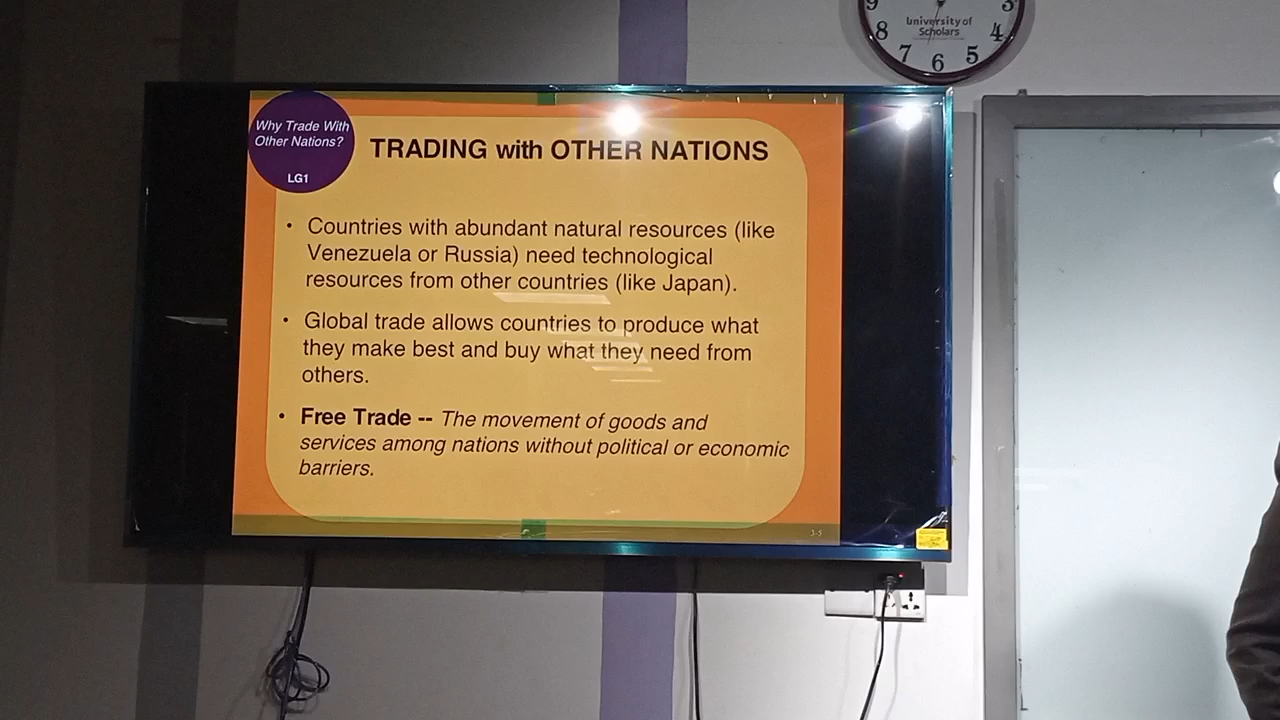 9
3
University of
Scholars
8
4
7
5
6
Why Trade With
Other Nations?
LG1
TRADING with OTHER NATIONS
• Countries with abundant natural resources (like
Venezuela or Russia) need technological
resources from other countries (like Japan).
• Global trade allows countries to produce what
they make best and buy what they need from
others.
• Free Trade -- The movement of goods and
services among nations without political or economic
barriers.
3-5